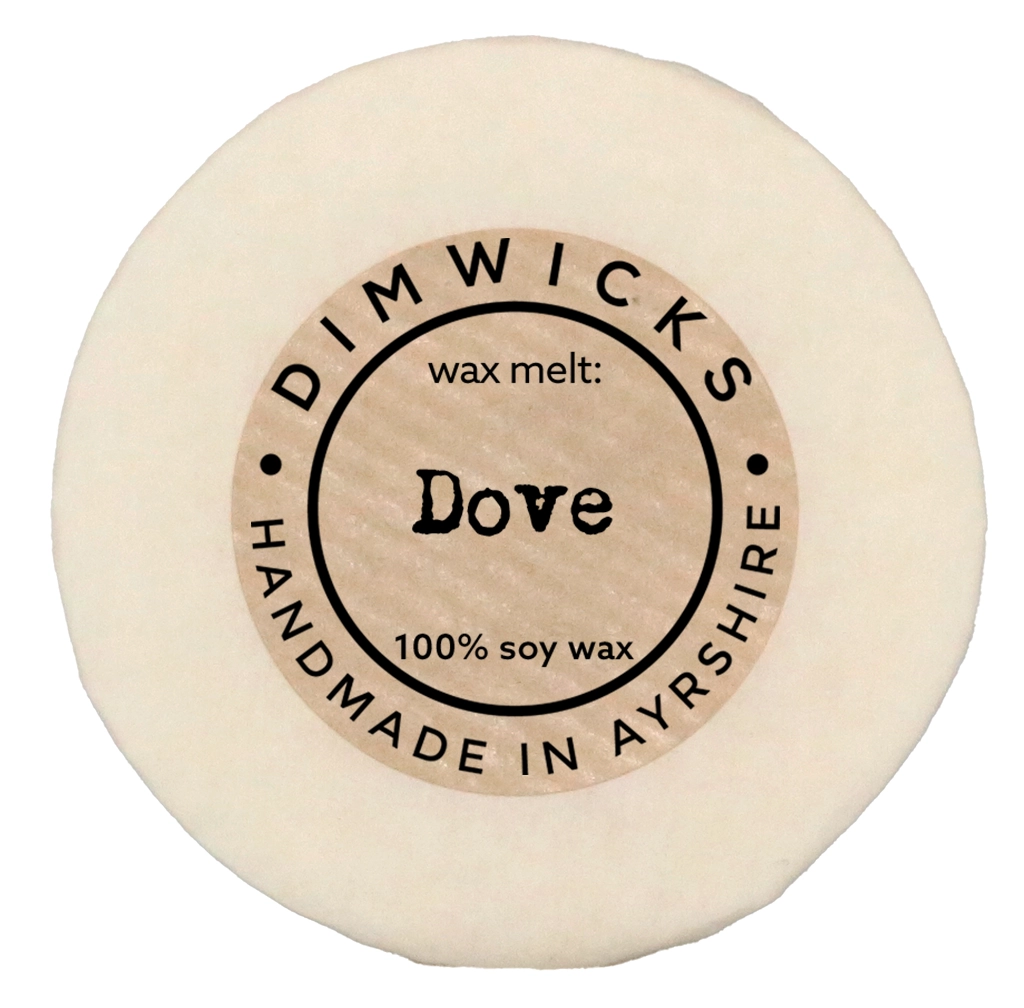 DIMWICKS
wax melt:
Dove
100% soy wax
• HANDMADE IN AYRSHIRE •